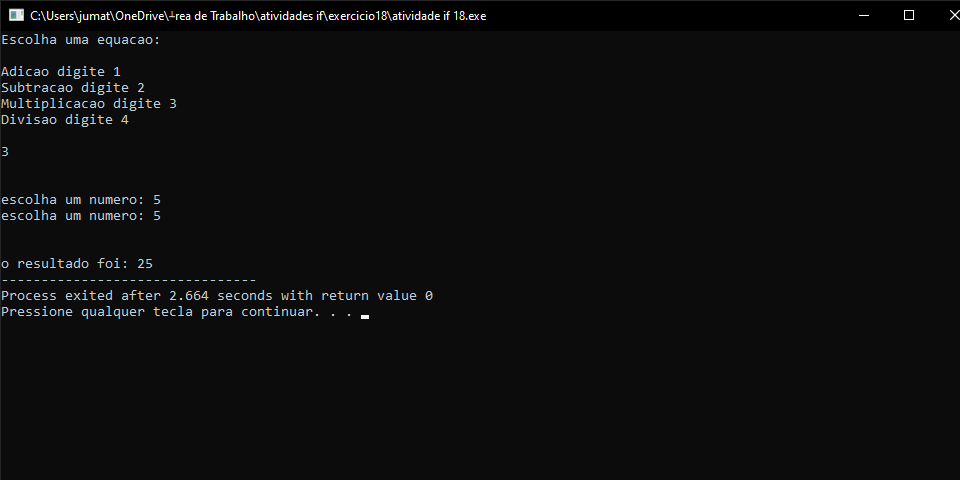 C:\Users\jumat\OneDrive\┴rea de Trabalho\atividades if\exercicio18\atividade if 18.exe
Escolha uma equacao:
Adicao digite 1
Subtracao digite 2
Multiplicacao digite 3
Divisao digite 4
3
escolha um numero: 5
escolha um numero: 5
o resultado foi: 25
--------------------------------
Process exited after 2.664 seconds with return value 0
Pressione qualquer tecla para continuar. . .